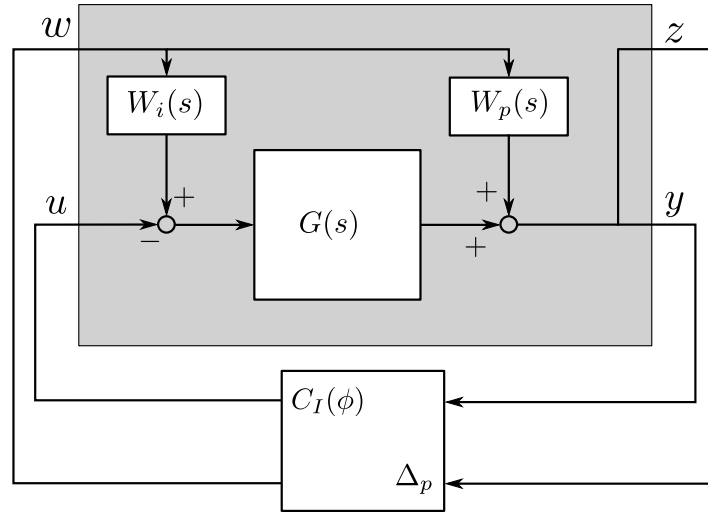 w
z
W_i(s)
W_p(s)
+
+
u
y
−
G(s)
+
C_I(ϕ)
Δ_p